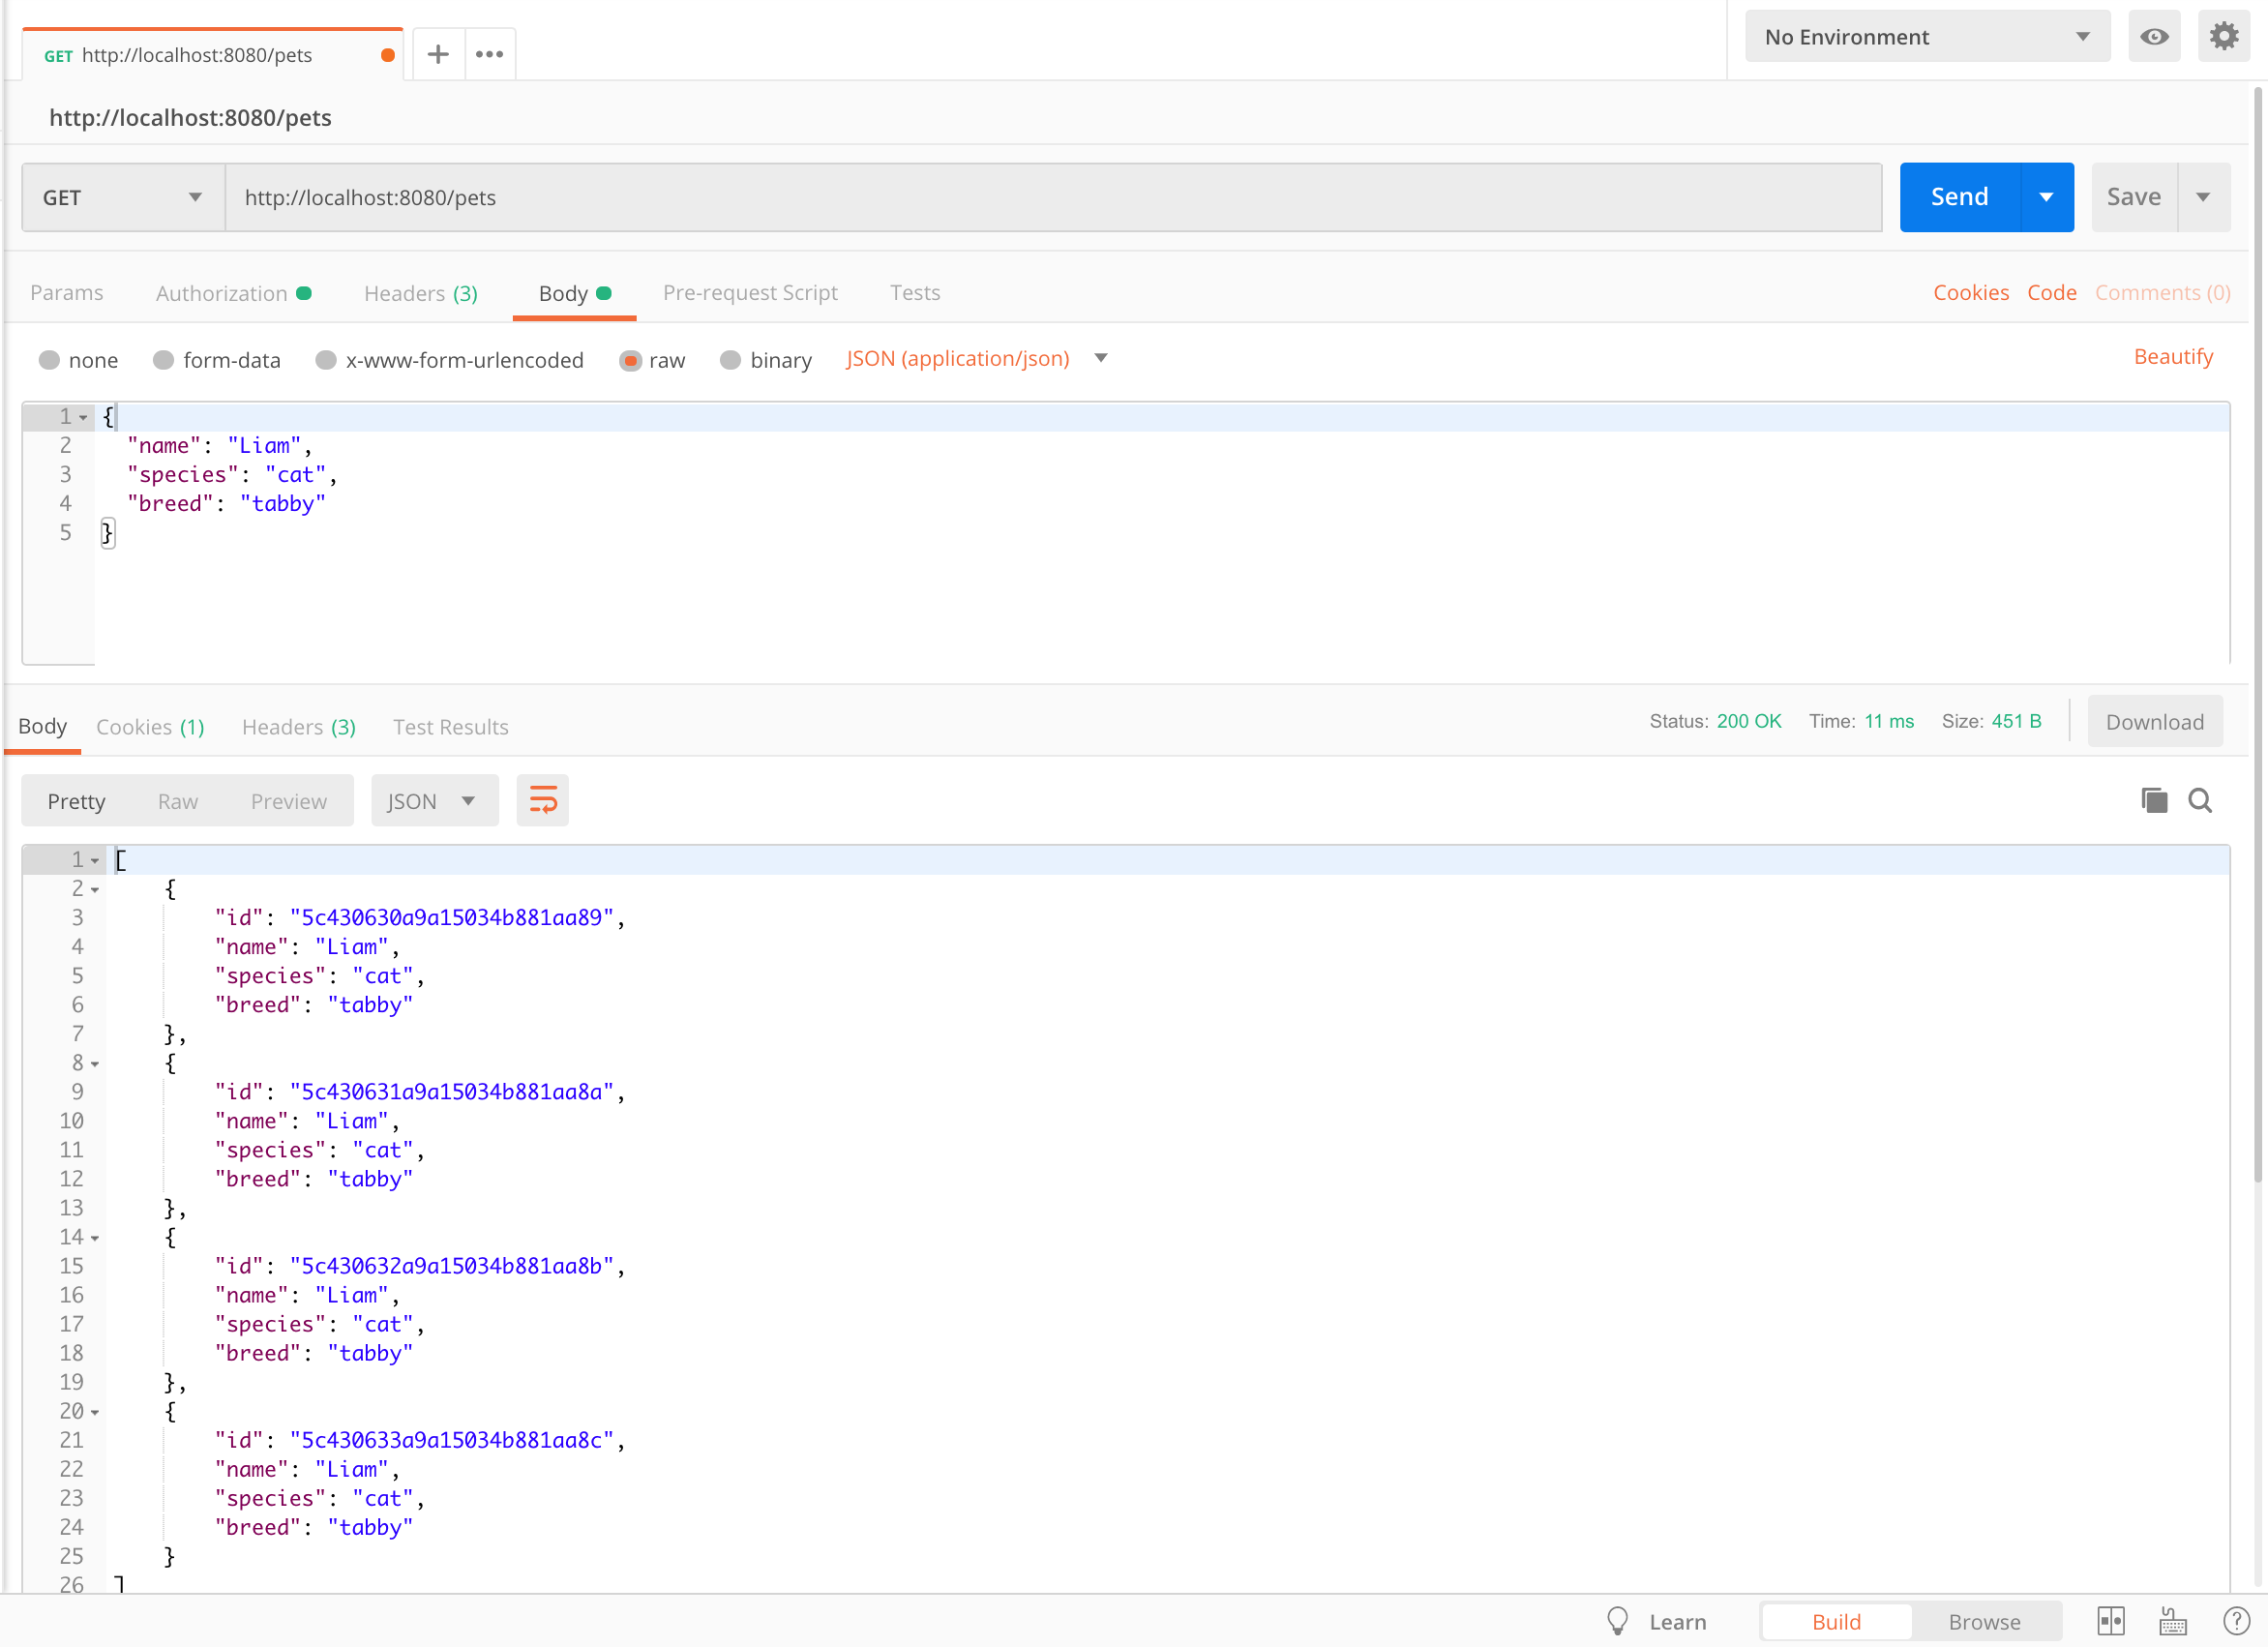 GET http://localhost:8080/pets
No Environment
http://localhost:8080/pets
GET http://localhost:8080/pets Send Save
Params Authorization Headers (3) Body Pre-request Script Tests Cookies Code Comments (0)
none form-data x-www-form-urlencoded raw binary JSON (application/json) Beautify
1 {
2 "name": "Liam",
3 "species": "cat",
4 "breed": "tabby"
5 }
Body Cookies (1) Headers (3) Test Results Status: 200 OK Time: 11 ms Size: 451 B Download
Pretty Raw Preview JSON
1 [
2 {
3 "id": "5c430630a9a15034b881aa89",
4 "name": "Liam",
5 "species": "cat",
6 "breed": "tabby"
7 },
8 {
9 "id": "5c430631a9a15034b881aa8a",
10 "name": "Liam",
11 "species": "cat",
12 "breed": "tabby"
13 },
14 {
15 "id": "5c430632a9a15034b881aa8b",
16 "name": "Liam",
17 "species": "cat",
18 "breed": "tabby"
19 },
20 {
21 "id": "5c430633a9a15034b881aa8c",
22 "name": "Liam",
23 "species": "cat",
24 "breed": "tabby"
25 }
26 ]
Learn Build Browse